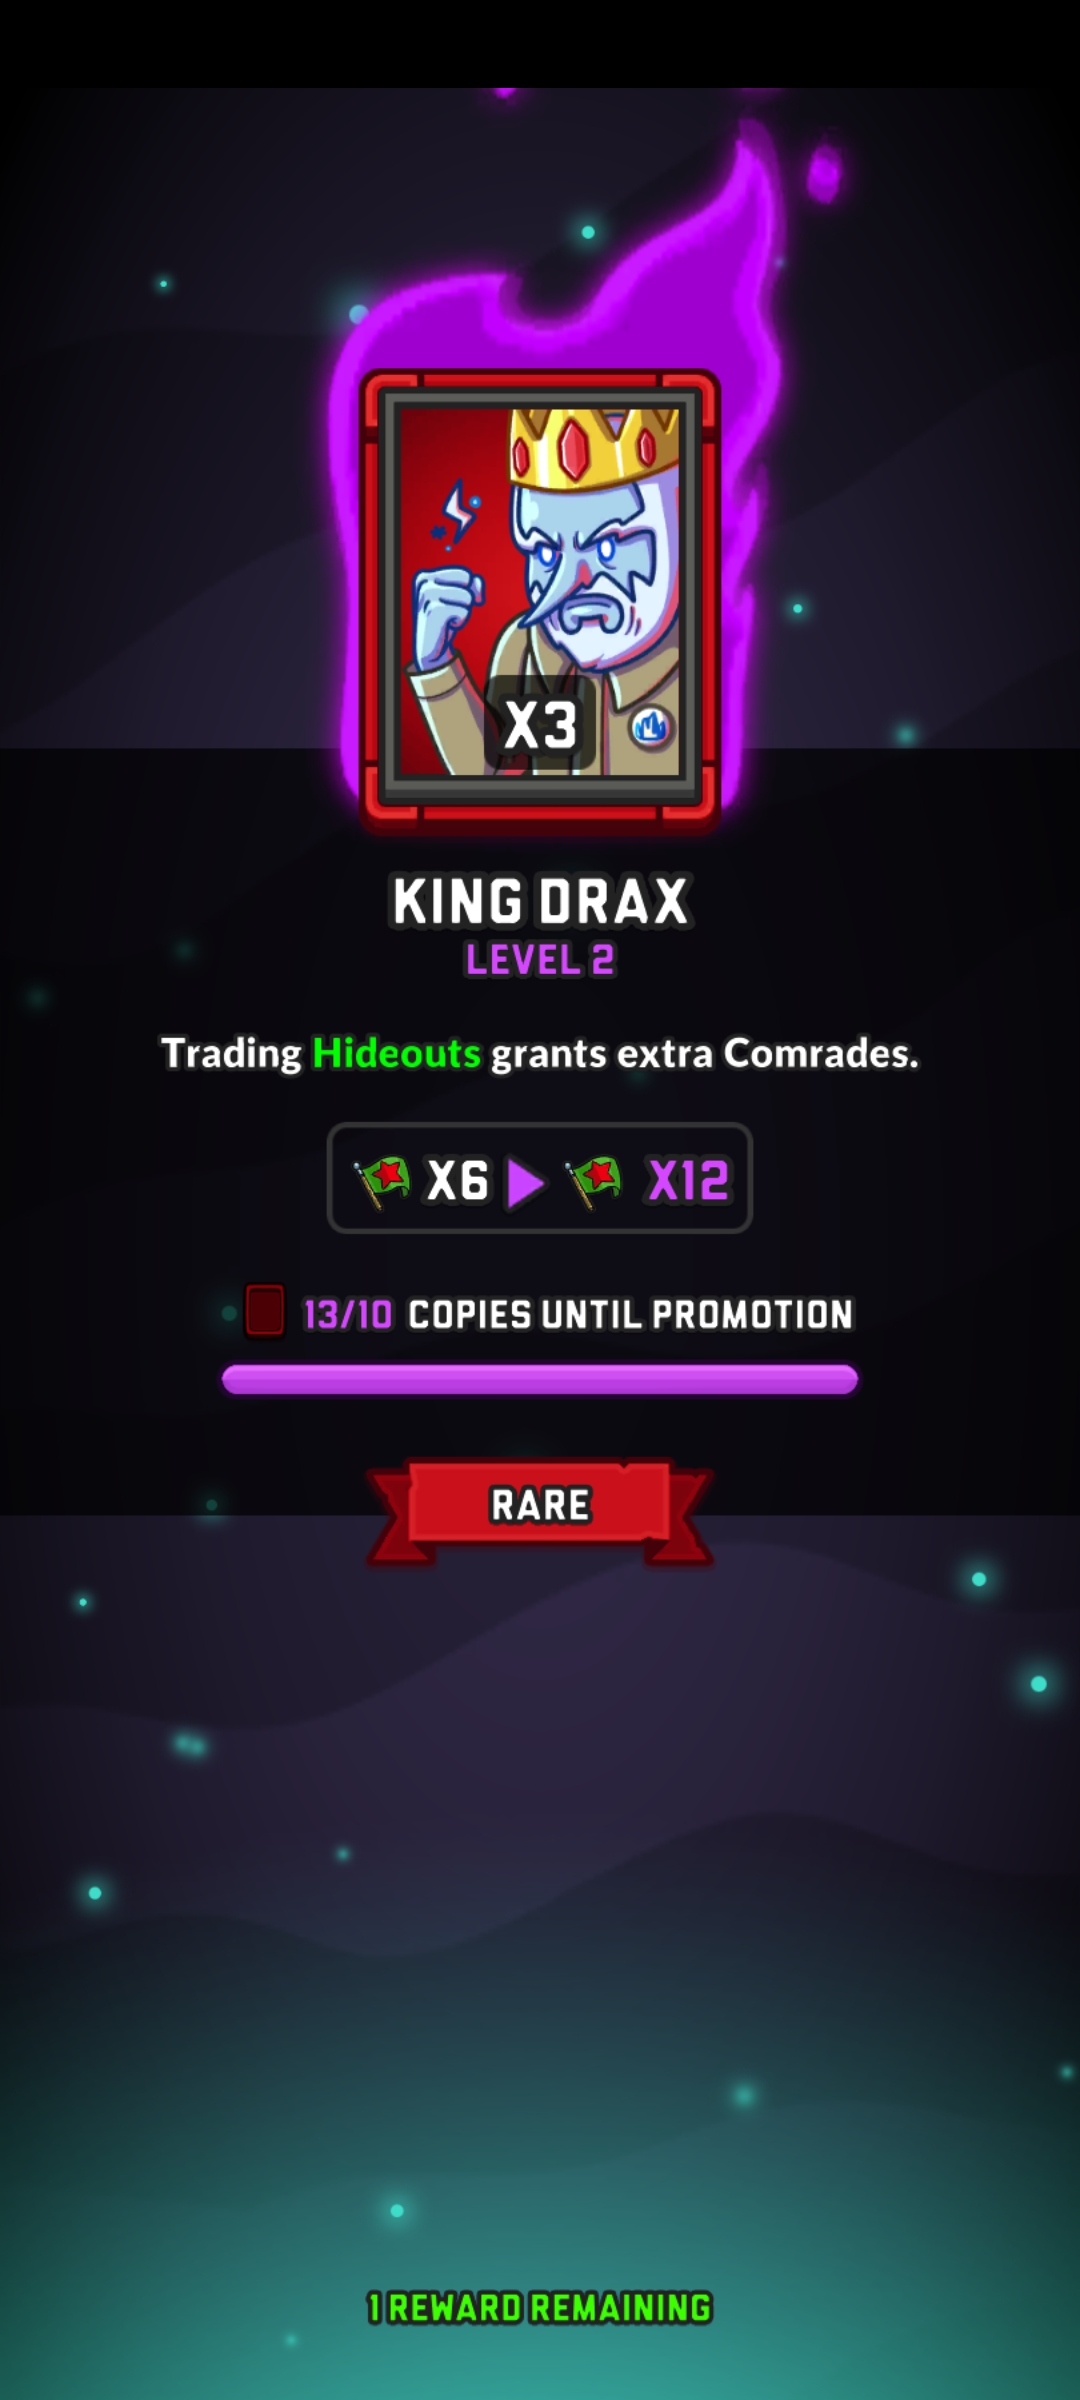 X3
KING DRAX
LEVEL 2
Trading Hideouts grants extra Comrades.
X6 X12
13/10 COPIES UNTIL PROMOTION
RARE
1 REWARD REMAINING